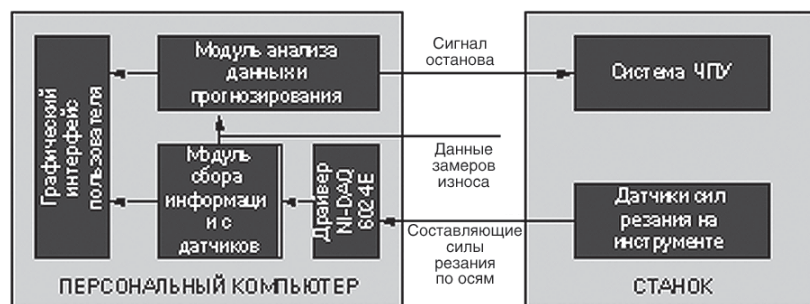 Графический
интерфейс
пользователя
Модуль анализа
данных и
прогнозирования
Модуль
сбора
информаци
и с
датчиков
Драйвер
NI-DAQ
6024E
ПЕРСОНАЛЬНЫЙ КОМПЬЮТЕР
Сигнал
останова
Данные
замеров
износа
Составляющие
силы
резания
по осям
Система ЧПУ
Датчики сил
резания на
инструменте
СТАНОК